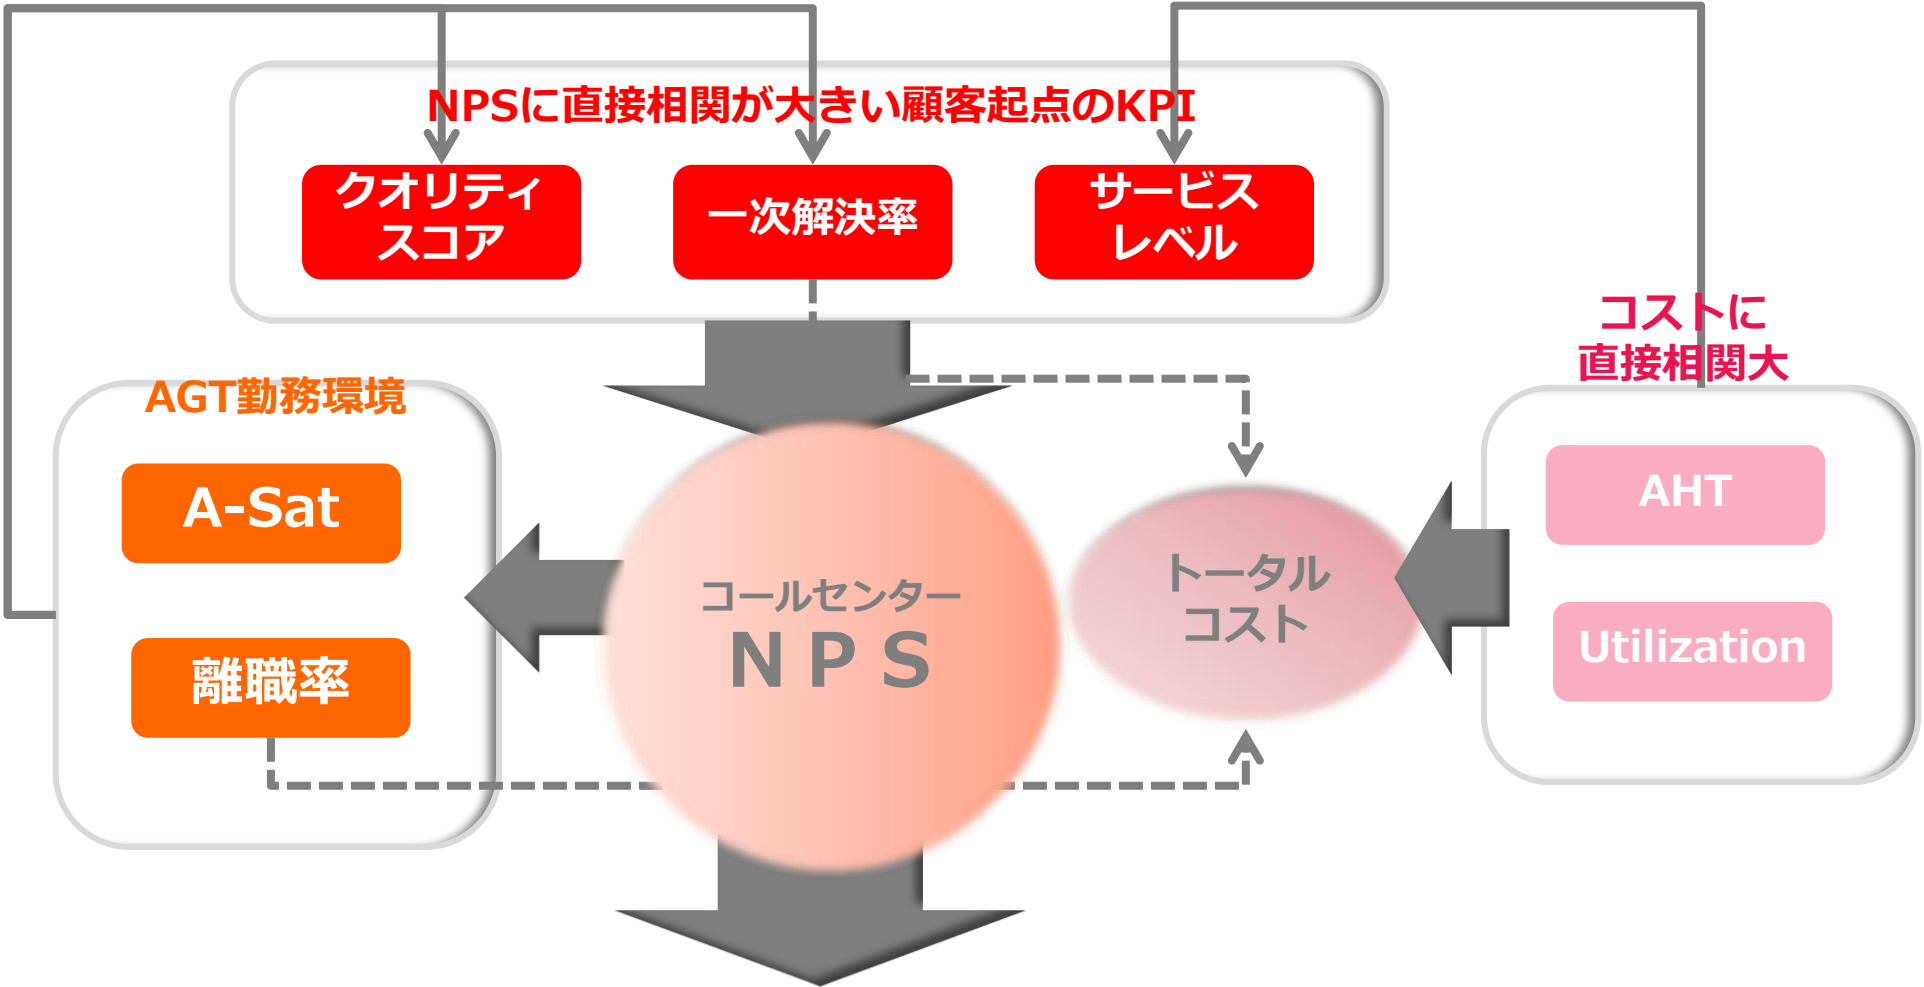 NPSに直接相関が大きい顧客起点のKPI
クオリティ
スコア
一次解決率
サービス
レベル
コストに
直接相関大
AGT勤務環境
A-Sat
離職率
コールセンター
ＮＰＳ
トータル
コスト
AHT
Utilization